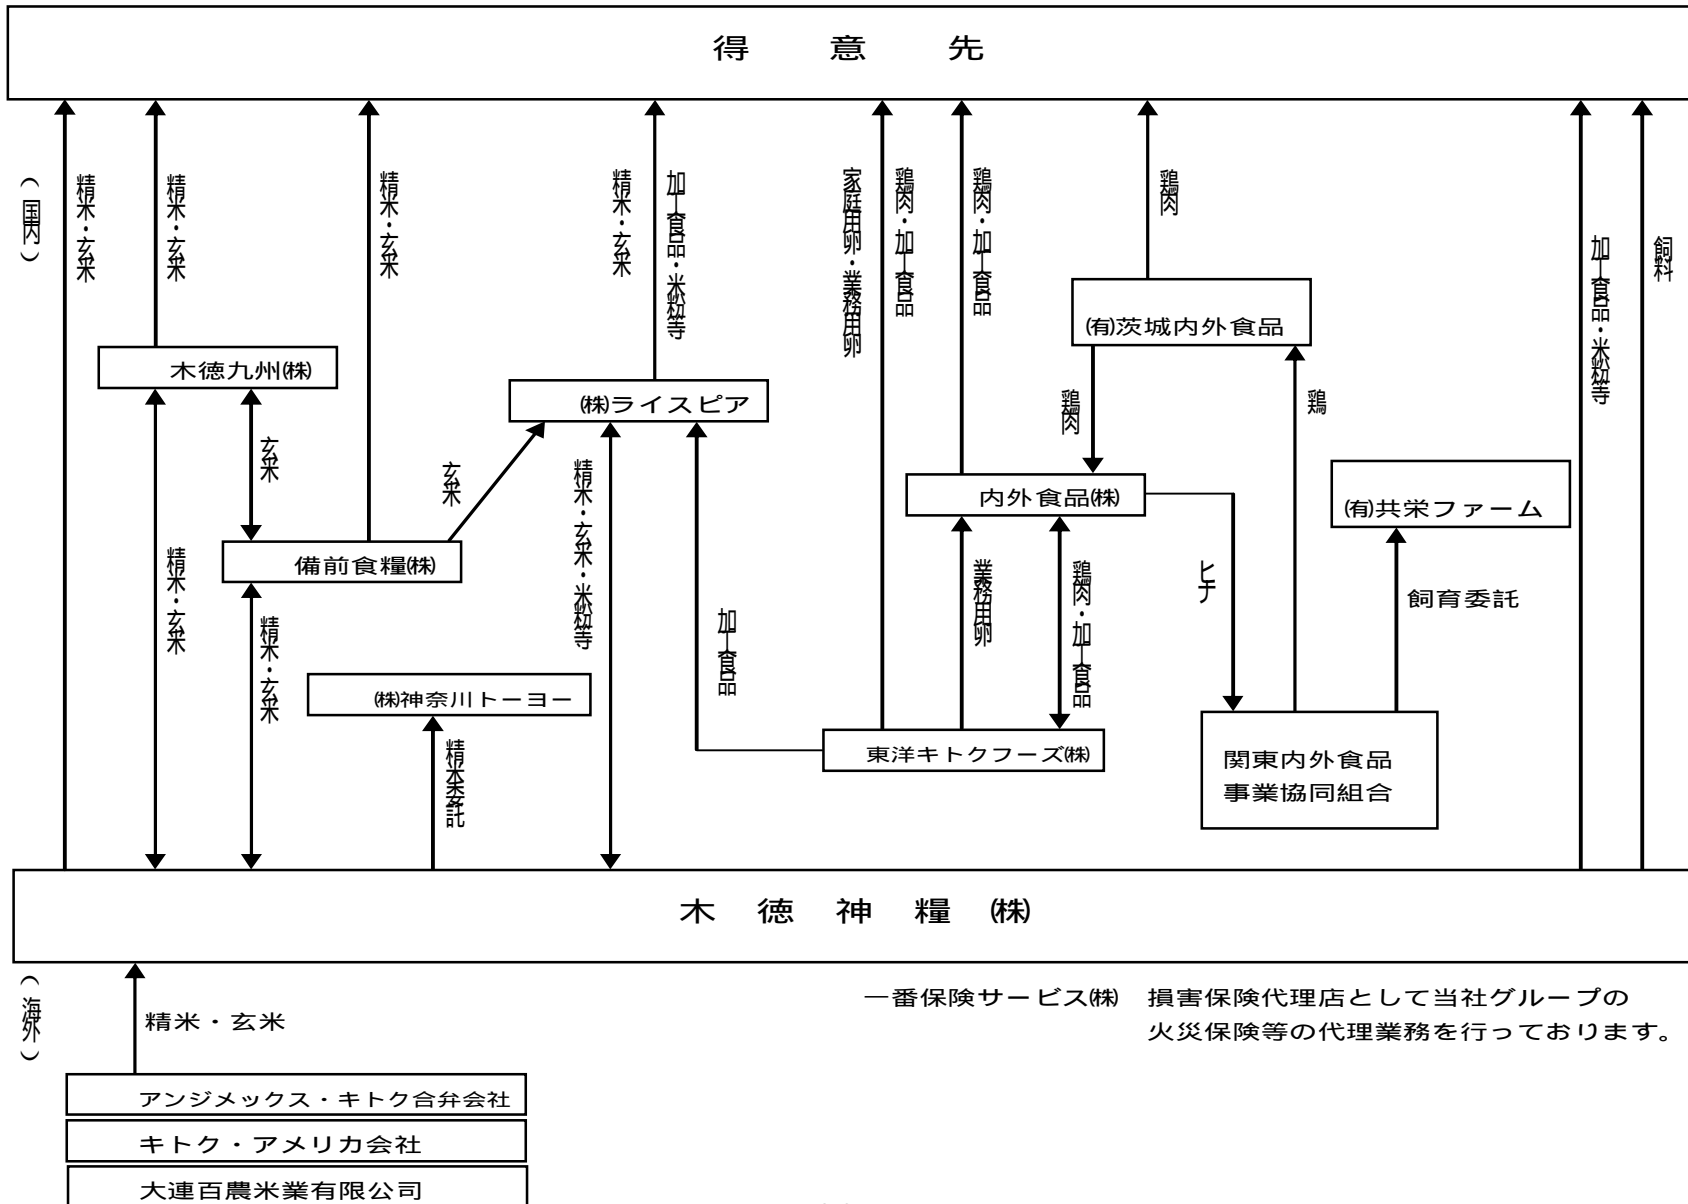 得意先
(国内)
精米・玄米
精米・玄米
精米・玄米
精米・玄米
加工食品・米粉等
家庭用卵・業務用卵
鶏肉・加工食品
鶏肉・加工食品
鶏肉
加工食品・米粉等
飼料
㈲茨城内外食品
木徳九州㈱
㈱ライスピア
鶏肉
鶏
玄米
玄米
精米・玄米・米粉等
内外食品㈱
㈲共栄ファーム
備前食糧㈱
精米・玄米
精米・玄米
加工食品
業務用卵
鶏肉・加工食品
ヒナ
飼育委託
㈱神奈川トーヨー
精米委託
東洋キトクフーズ㈱
関東内外食品
事業協同組合
木徳神糧㈱
(海外)
精米・玄米
一番保険サービス㈱ 損害保険代理店として当社グループの
火災保険等の代理業務を行っております。
アンジメックス・キトク合弁会社
キトク・アメリカ会社
大連百農米業有限公司